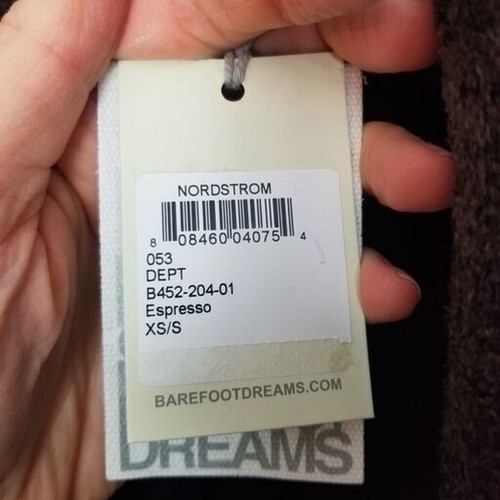 NORDSTROM
8 08460 04075 4
053
DEPT
B452-204-01
Espresso
XS/S
BAREFOOTDREAMS.COM
DREAMS